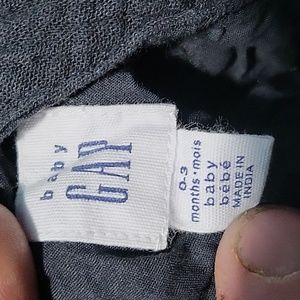 baby
GAP
0-3
months • mois
baby
bébé
MADE IN
INDIA